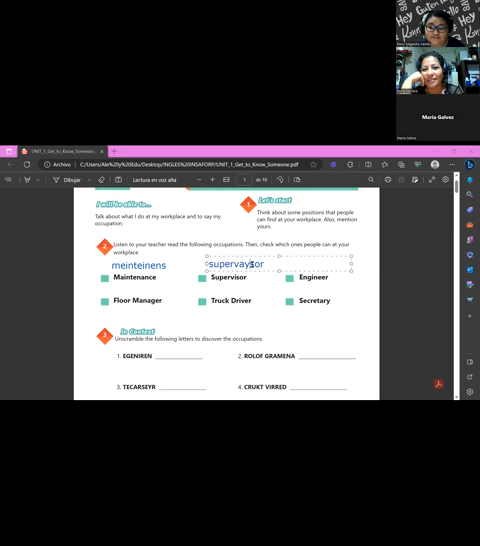 Hey
María Galvez
María Gálvez
UNIT_1_Get_to_Know_Someone
Archivo
C:/Users/Ale%20y%20Edu/Desktop/INGLES%20INSAFORP/UNIT_1_Get_to_Know_Someone.pdf
Dibujar
Lectura en voz alta
1
de 10
I will be able to...
Talk about what I do at my workplace and to say my
occupation.
1
Let's start
Think about some positions that people
can find at your workplace. Also, mention
yours.
2
Listen to your teacher read the following occupations. Then, check which ones people can at your
workplace
meinteinens
supervaysor
Maintenance
Supervisor
Engineer
Floor Manager
Truck Driver
Secretary
3
In Context
Unscramble the following letters to discover the occupations.
1. EGENIREN
2. ROLOF GRAMENA
3. TECARSEYR
4. CRUKT VIRRED